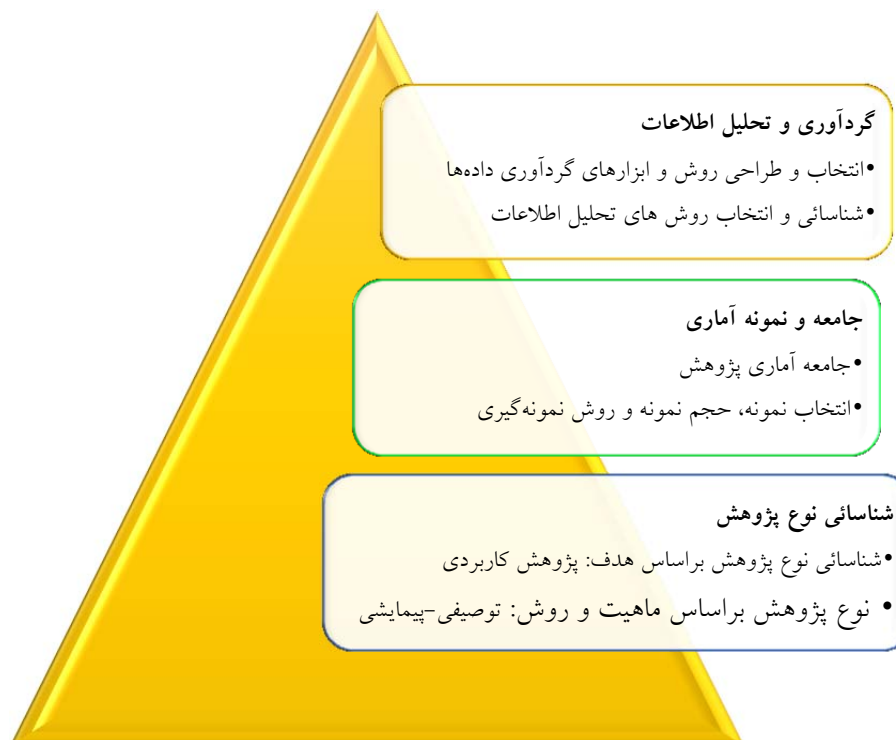 گردآوری و تحلیل اطلاعات
•انتخاب و طراحی روش و ابزارهای گردآوری داده‌ها
•شناسائی و انتخاب روش های تحلیل اطلاعات
جامعه و نمونه آماری
•جامعه آماری پژوهش
•انتخاب نمونه، حجم نمونه و روش نمونه‌گیری
شناسائی نوع پژوهش
•شناسائی نوع پژوهش براساس هدف: پژوهش کاربردی
• نوع پژوهش براساس ماهیت و روش: توصیفی-پیمایشی